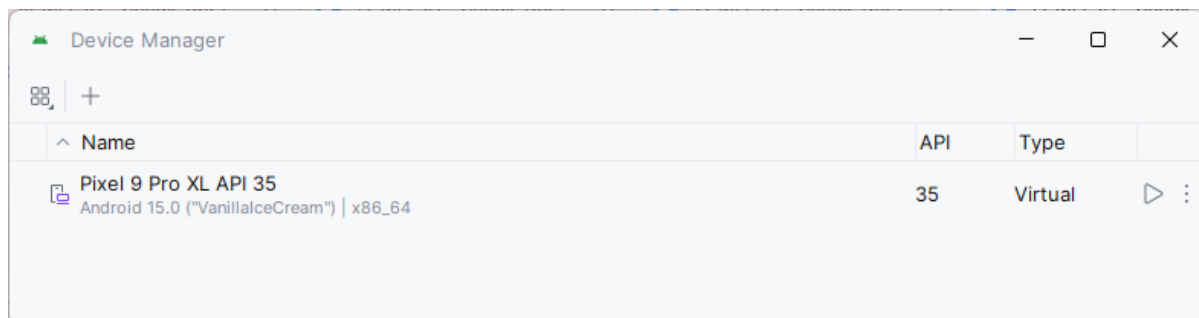 Device Manager
Name API Type
Pixel 9 Pro XL API 35 35 Virtual
Android 15.0 ("VanillaIceCream") | x86_64